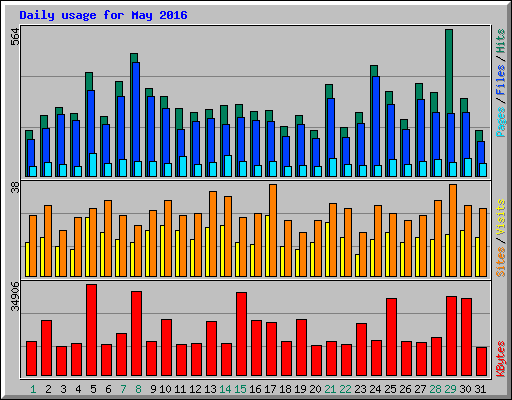 Daily usage for May 2016
564
Pages / Files / Hits
38
Sites / Visits
34906
KBytes
1 2 3 4 5 6 7 8 9 10 11 12 13 14 15 16 17 18 19 20 21 22 23 24 25 26 27 28 29 30 31